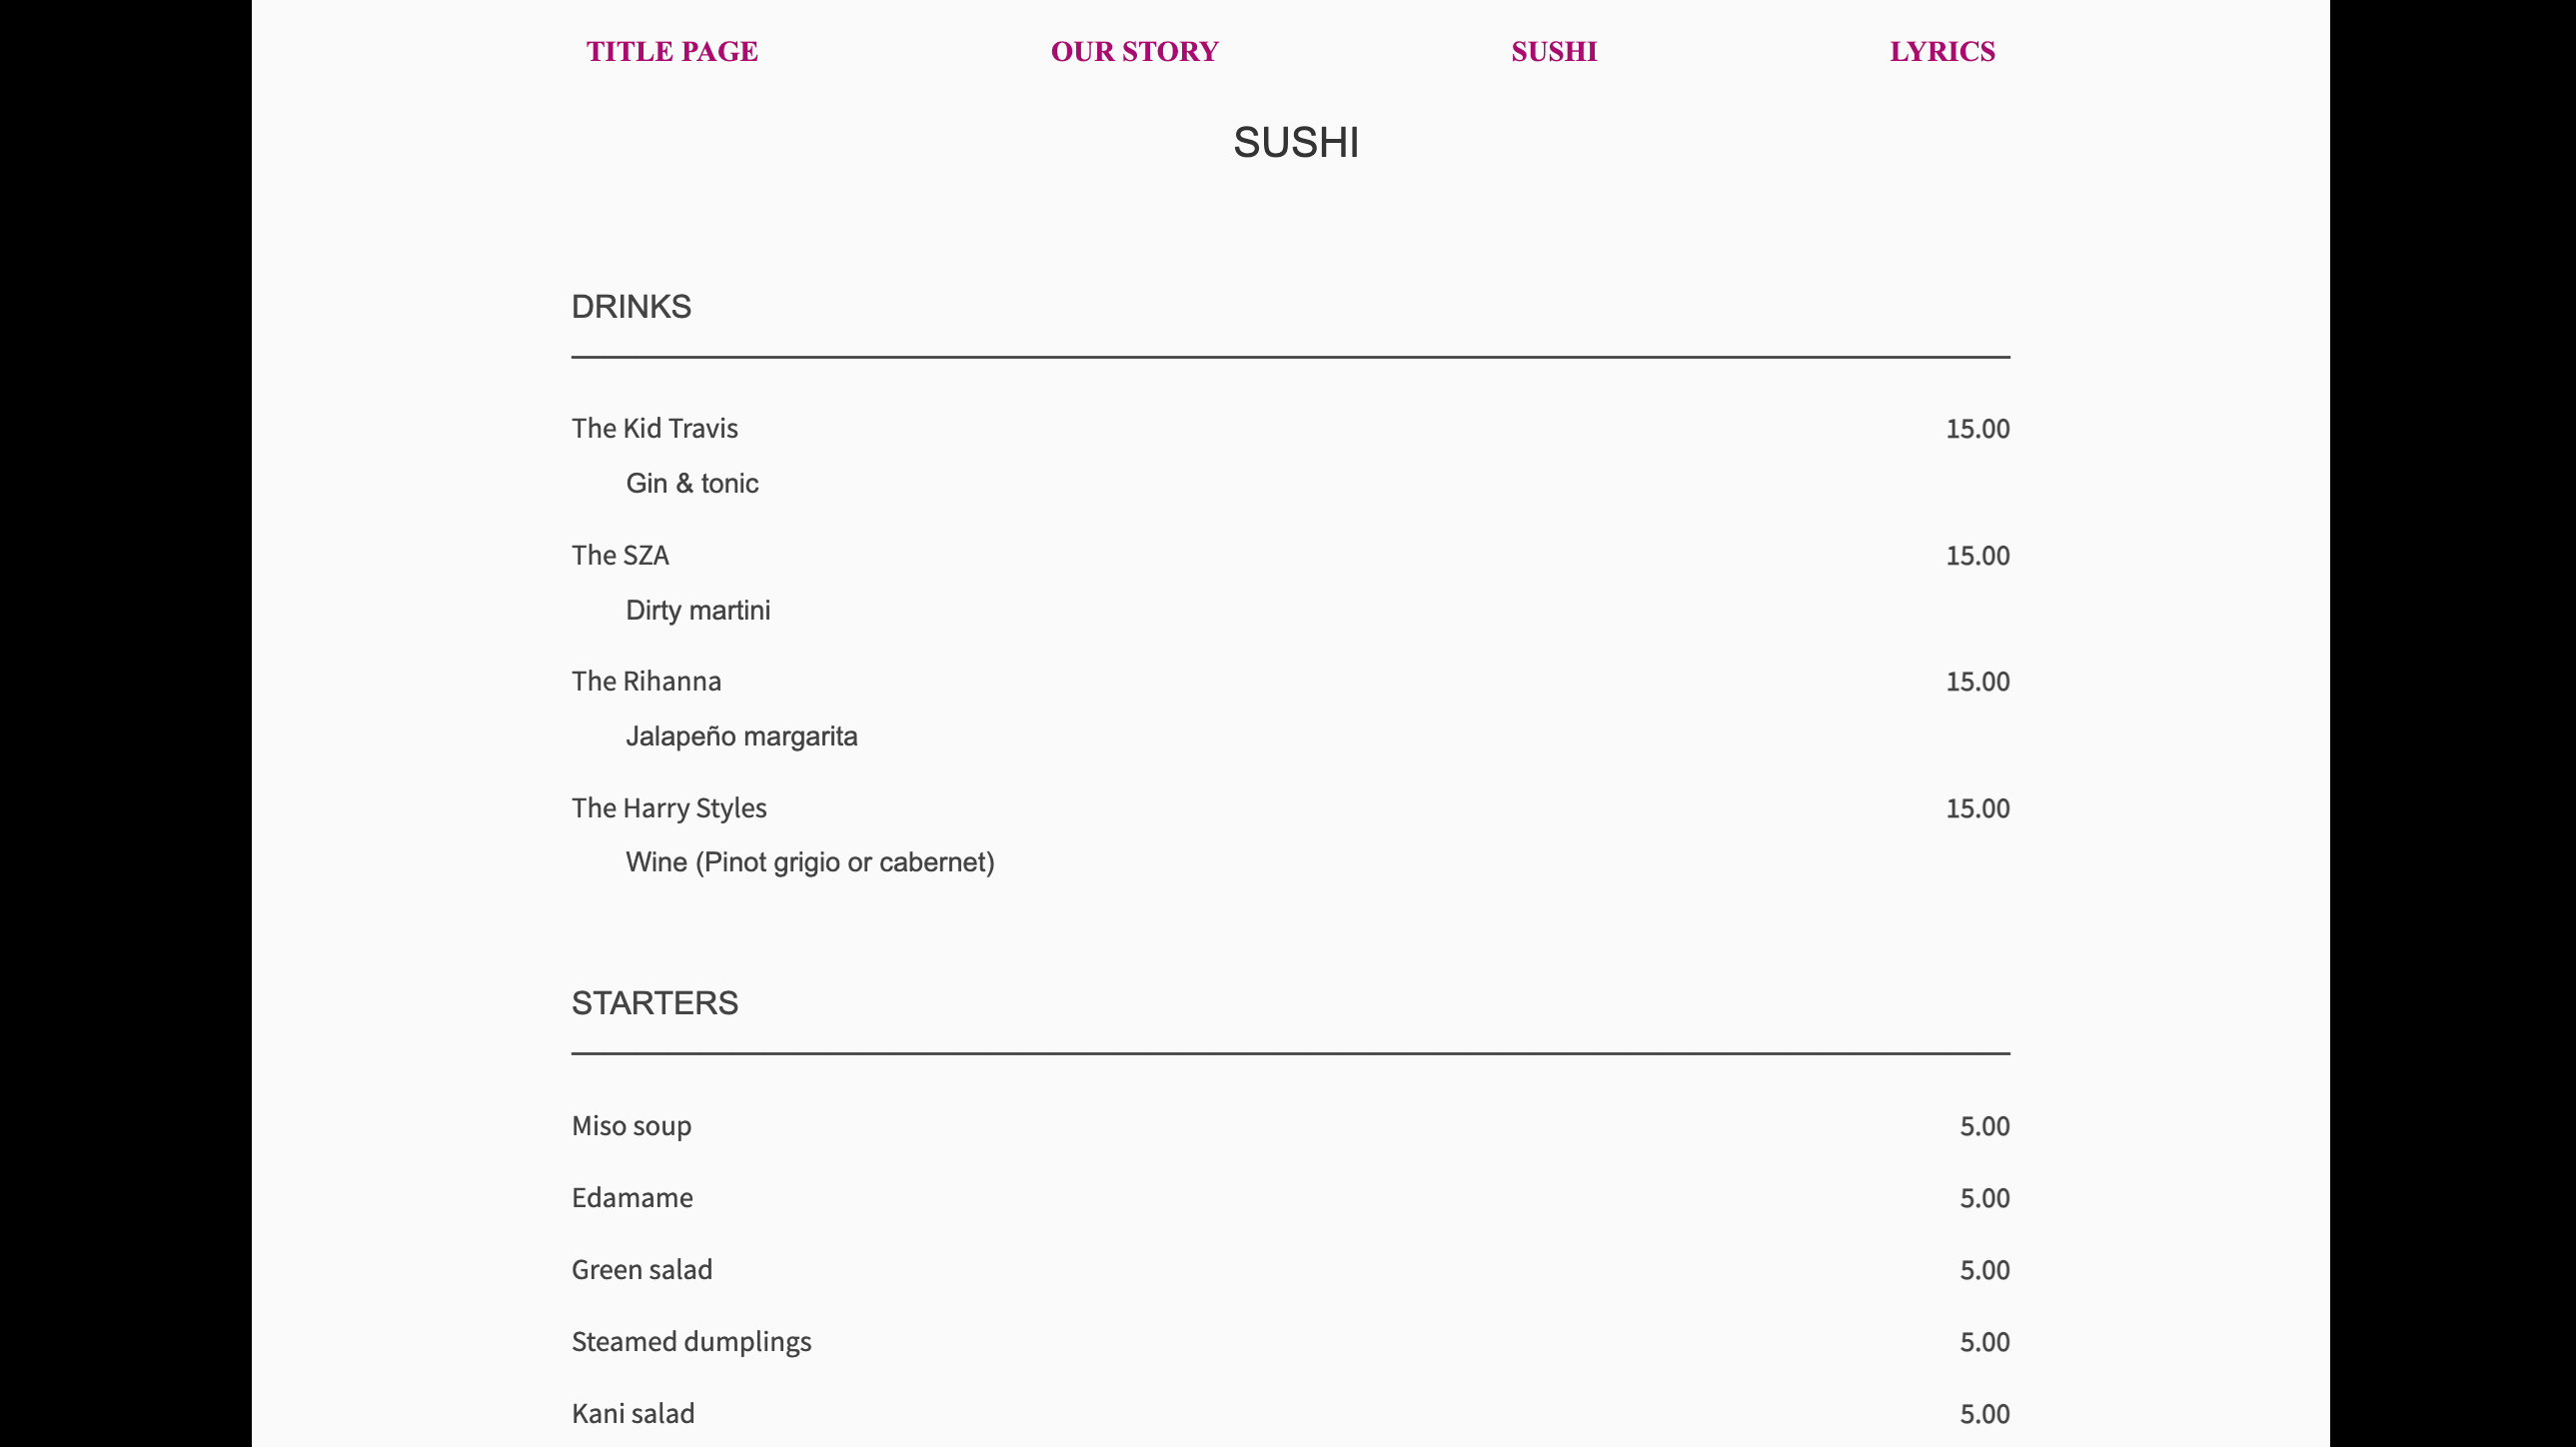 TITLE PAGE OUR STORY SUSHI LYRICS
SUSHI
DRINKS
The Kid Travis 15.00
Gin & tonic
The SZA 15.00
Dirty martini
The Rihanna 15.00
Jalapeño margarita
The Harry Styles 15.00
Wine (Pinot grigio or cabernet)
STARTERS
Miso soup 5.00
Edamame 5.00
Green salad 5.00
Steamed dumplings 5.00
Kani salad 5.00